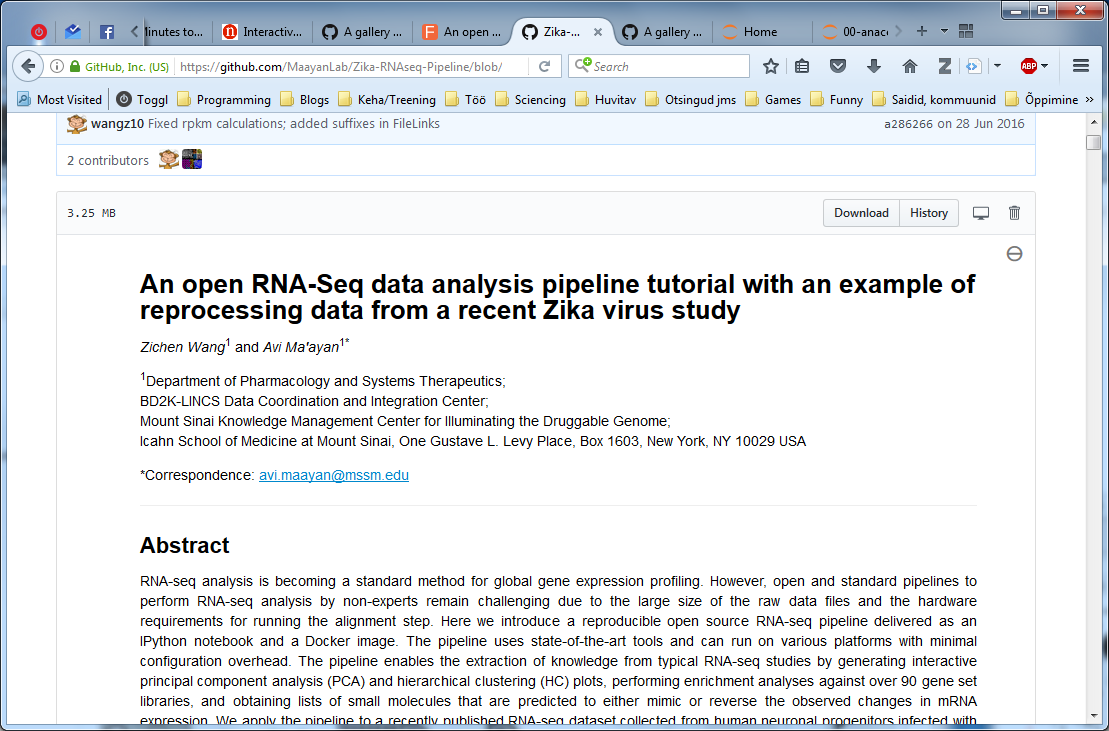 inutes to...
Interactiv...
A gallery ...
An open ...
Zika-...
A gallery ...
Home
00-anac
GitHub, Inc. (US)
https://github.com/MaayanLab/Zika-RNAseq-Pipeline/blob/
Search
ABP
Most Visited
Toggl
Programming
Blogs
Keha/Treening
Töö
Sciencing
Huvitav
Otsingud jms
Games
Funny
Saidid, kommuunid
Õppimine
wangz10 Fixed rpkm calculations; added suffixes in FileLinks
a286266 on 28 Jun 2016
2 contributors
3.25 MB
Download
History
An open RNA-Seq data analysis pipeline tutorial with an example of
reprocessing data from a recent Zika virus study
Zichen Wang1 and Avi Ma'ayan1*
1Department of Pharmacology and Systems Therapeutics;
BD2K-LINCS Data Coordination and Integration Center;
Mount Sinai Knowledge Management Center for Illuminating the Druggable Genome;
Icahn School of Medicine at Mount Sinai, One Gustave L. Levy Place, Box 1603, New York, NY 10029 USA
*Correspondence: avi.maayan@mssm.edu
Abstract
RNA-seq analysis is becoming a standard method for global gene expression profiling. However, open and standard pipelines to
perform RNA-seq analysis by non-experts remain challenging due to the large size of the raw data files and the hardware
requirements for running the alignment step. Here we introduce a reproducible open source RNA-seq pipeline delivered as an
IPython notebook and a Docker image. The pipeline uses state-of-the-art tools and can run on various platforms with minimal
configuration overhead. The pipeline enables the extraction of knowledge from typical RNA-seq studies by generating interactive
principal component analysis (PCA) and hierarchical clustering (HC) plots, performing enrichment analyses against over 90 gene set
libraries, and obtaining lists of small molecules that are predicted to either mimic or reverse the observed changes in mRNA
expression. We apply the pipeline to a recently published RNA-seq dataset collected from human neuronal progenitors infected with